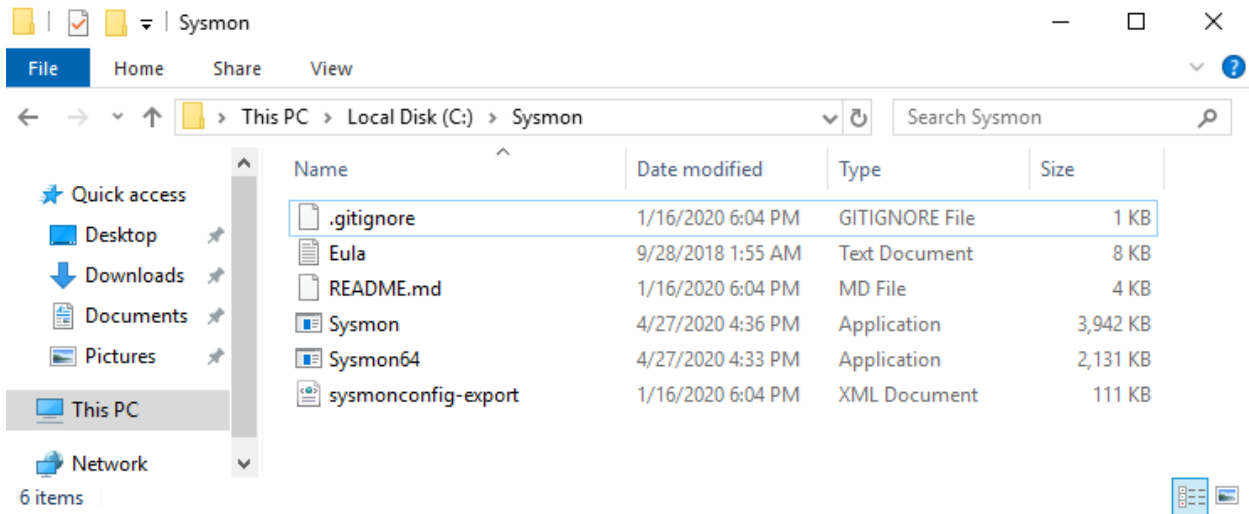 Sysmon
File Home Share View
This PC Local Disk (C:) Sysmon Search Sysmon
Name Date modified Type Size
Quick access
Desktop
Downloads
Documents
Pictures
This PC
Network
.gitignore 1/16/2020 6:04 PM GITIGNORE File 1 KB
Eula 9/28/2018 1:55 AM Text Document 8 KB
README.md 1/16/2020 6:04 PM MD File 4 KB
Sysmon 4/27/2020 4:36 PM Application 3,942 KB
Sysmon64 4/27/2020 4:33 PM Application 2,131 KB
sysmonconfig-export 1/16/2020 6:04 PM XML Document 111 KB
6 items